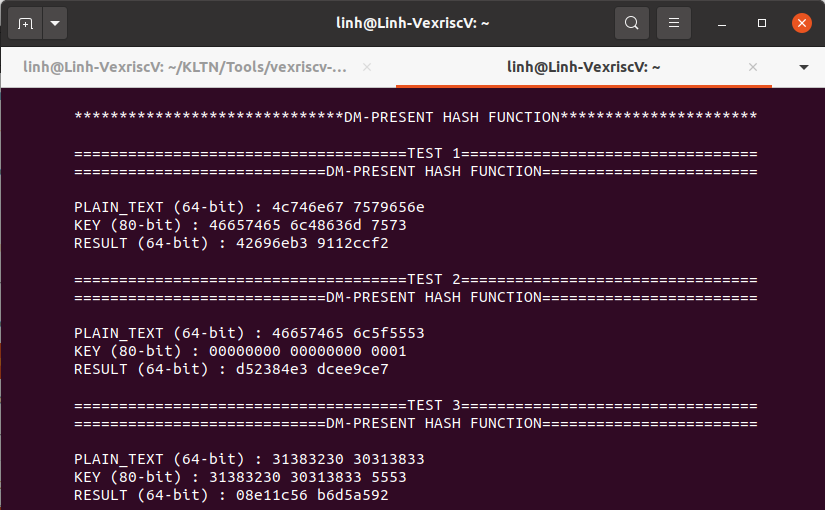 linh@Linh-VexriscV: ~
linh@Linh-VexriscV: ~/KLTN/Tools/vexriscv-...
linh@Linh-VexriscV: ~
******************************DM-PRESENT HASH FUNCTION**********************
=====================================TEST 1=================================
============================DM-PRESENT HASH FUNCTION========================
PLAIN_TEXT (64-bit) : 4c746e67 7579656e
KEY (80-bit) : 46657465 6c48636d 7573
RESULT (64-bit) : 42696eb3 9112ccf2
=====================================TEST 2=================================
============================DM-PRESENT HASH FUNCTION========================
PLAIN_TEXT (64-bit) : 46657465 6c5f5553
KEY (80-bit) : 00000000 00000000 0001
RESULT (64-bit) : d52384e3 dcee9ce7
=====================================TEST 3=================================
============================DM-PRESENT HASH FUNCTION========================
PLAIN_TEXT (64-bit) : 31383230 30313833
KEY (80-bit) : 31383230 30313833 5553
RESULT (64-bit) : 08e11c56 b6d5a592